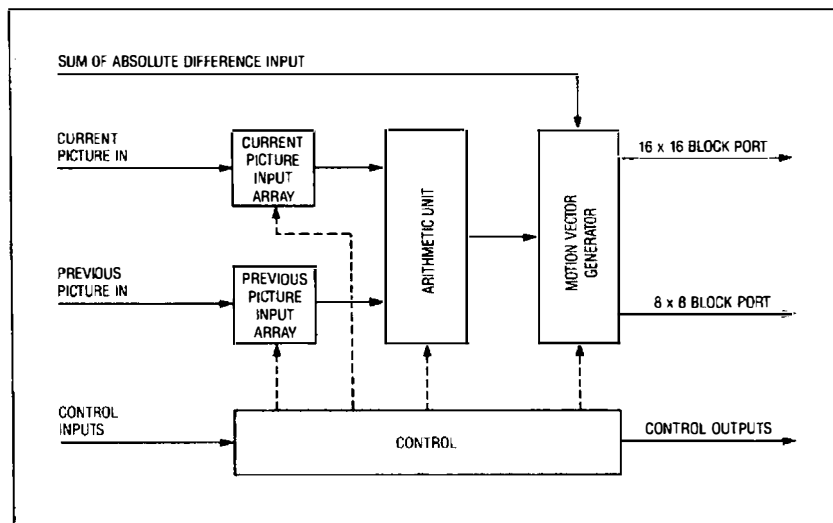 SUM OF ABSOLUTE DIFFERENCE INPUT
CURRENT
PICTURE IN
CURRENT
PICTURE
INPUT
ARRAY
ARITHMETIC UNIT
MOTION VECTOR
GENERATOR
16 x 16 BLOCK PORT
PREVIOUS
PICTURE IN
PREVIOUS
PICTURE
INPUT
ARRAY
8 x 8 BLOCK PORT
CONTROL
INPUTS
CONTROL
CONTROL OUTPUTS